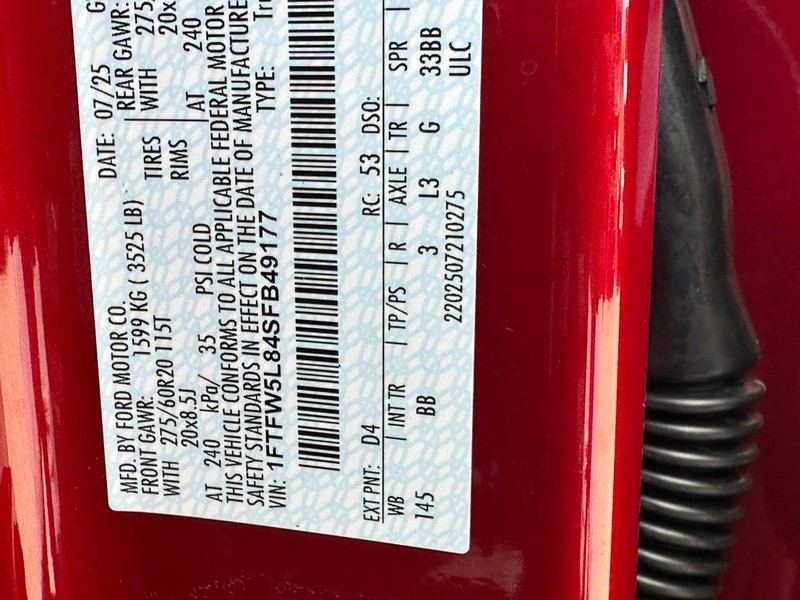 MFD. BY FORD MOTOR CO.
DATE: 07/25
FRONT GAWR: 1599 KG ( 3525 LB)
REAR GAWR:
WITH 275/60R20 115T TIRES WITH 275/
20x8.5J RIMS 20x
AT 240 kPa/ 35 PSI COLD AT 240
THIS VEHICLE CONFORMS TO ALL APPLICABLE FEDERAL MOTOR
SAFETY STANDARDS IN EFFECT ON THE DATE OF MANUFACTURE
VIN: 1FTFW5L84SFB49177 TYPE:
EXT PNT: D4 RC: 53 DSO:
WB | INT TR | TP/PS | R | AXLE | TR | SPR
145 BB 3 L3 G 33BB
2202507210275 ULC